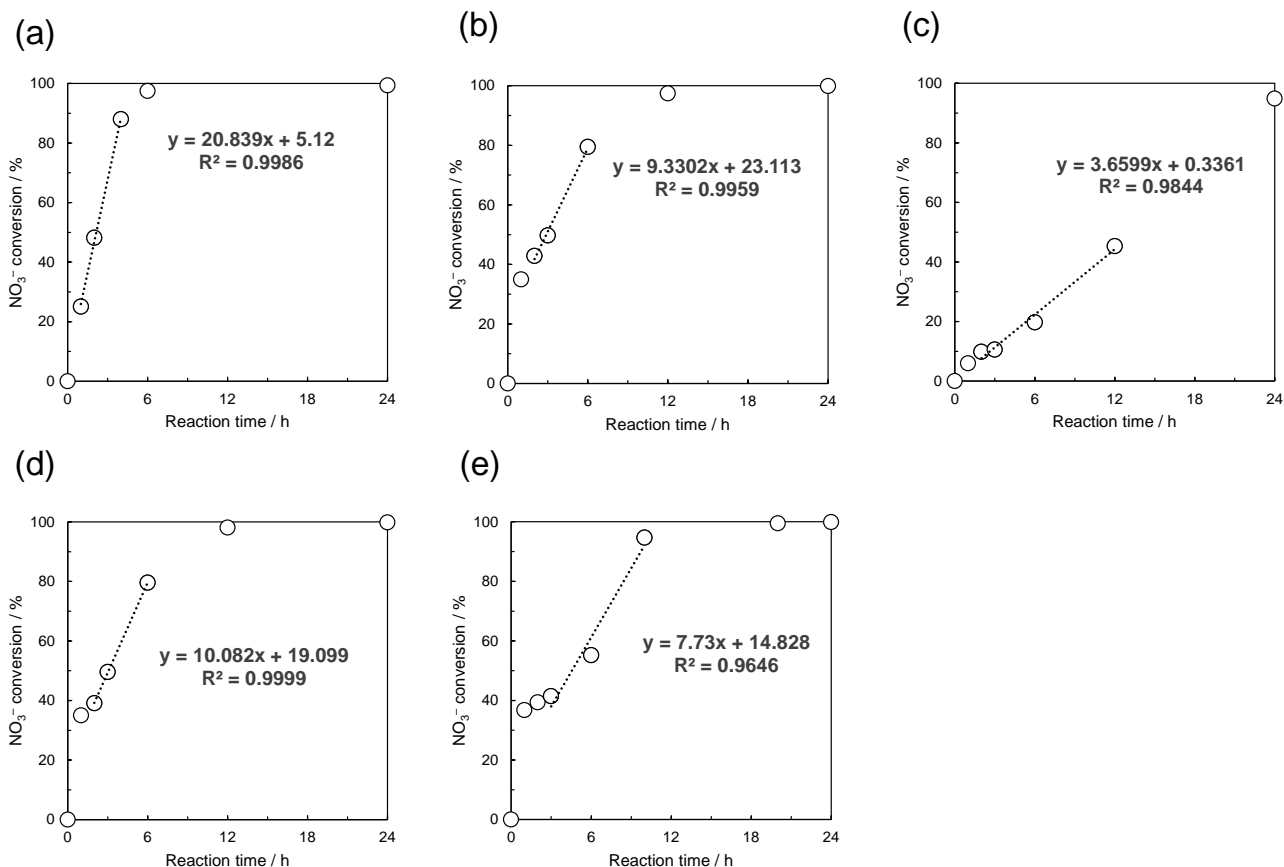 (a)
100
80
60
40
20
0
NO₃⁻ conversion / %
y = 20.839x + 5.12
R² = 0.9986
0 6 12 18 24
Reaction time / h
(b)
100
80
60
40
20
0
NO₃⁻ conversion / %
y = 9.3302x + 23.113
R² = 0.9959
0 6 12 18 24
Reaction time / h
(c)
100
80
60
40
20
0
NO₃⁻ conversion / %
y = 3.6599x + 0.3361
R² = 0.9844
0 6 12 18 24
Reaction time / h
(d)
100
80
60
40
20
0
NO₃⁻ conversion / %
y = 10.082x + 19.099
R² = 0.9999
0 6 12 18 24
Reaction time / h
(e)
100
80
60
40
20
0
NO₃⁻ conversion / %
y = 7.73x + 14.828
R² = 0.9646
0 6 12 18 24
Reaction time / h